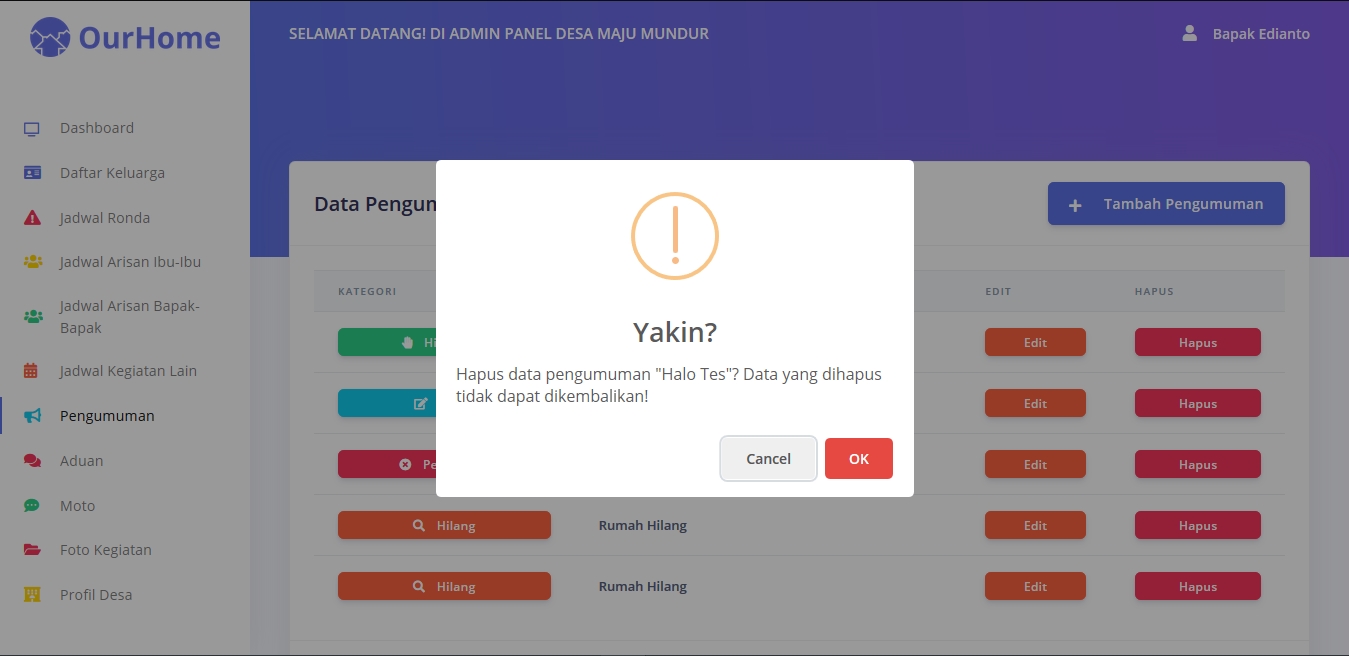 OurHome
SELAMAT DATANG! DI ADMIN PANEL DESA MAJU MUNDUR
Bapak Edianto
Dashboard
Daftar Keluarga
Jadwal Ronda
Jadwal Arisan Ibu-Ibu
Jadwal Arisan Bapak-
Bapak
Jadwal Kegiatan Lain
Pengumuman
Aduan
Moto
Foto Kegiatan
Profil Desa
Data
Tambah Pengumuman
KATEGORI
EDIT
HAPUS
Edit
Hapus
Edit
Hapus
Edit
Hapus
Hilang
Rumah Hilang
Edit
Hapus
Hilang
Rumah Hilang
Edit
Hapus
Yakin?
Hapus data pengumuman "Halo Tes"? Data yang dihapus
tidak dapat dikembalikan!
Cancel
OK